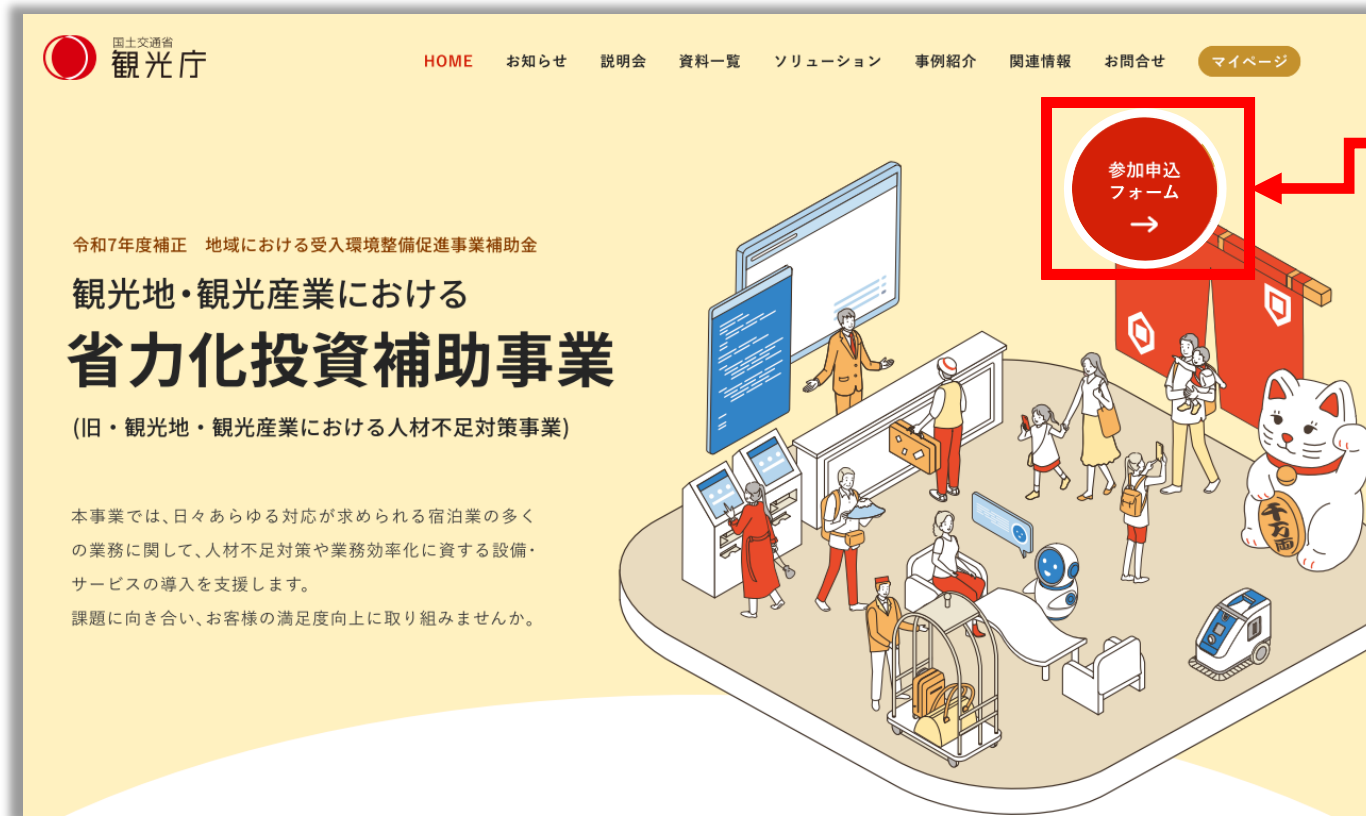 国土交通省
観光庁
HOME お知らせ 説明会 資料一覧 ソリューション 事例紹介 関連情報 お問合せ マイページ
参加申込
フォーム
→
令和7年度補正 地域における受入環境整備促進事業補助金
観光地・観光産業における
省力化投資補助事業
(旧・観光地・観光産業における人材不足対策事業)
本事業では、日々あらゆる対応が求められる宿泊業の多く
の業務に関して、人材不足対策や業務効率化に資する設備・
サービスの導入を支援します。
課題に向き合い、お客様の満足度向上に取り組みませんか。
千万両